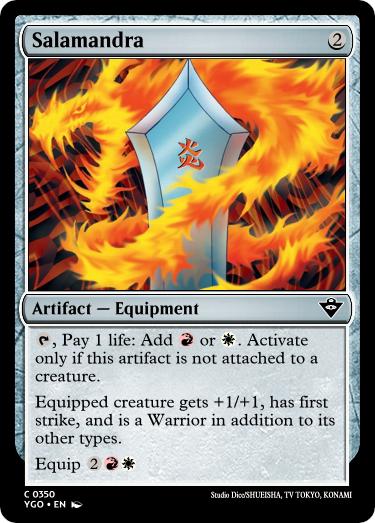 Salamandra 2
炎
Artifact — Equipment
, Pay 1 life: Add or . Activate
only if this artifact is not attached to a
creature.
Equipped creature gets +1/+1, has first
strike, and is a Warrior in addition to its
other types.
Equip 2
C 0350
YGO • EN
Studio Dice/SHUEISHA, TV TOKYO, KONAMI